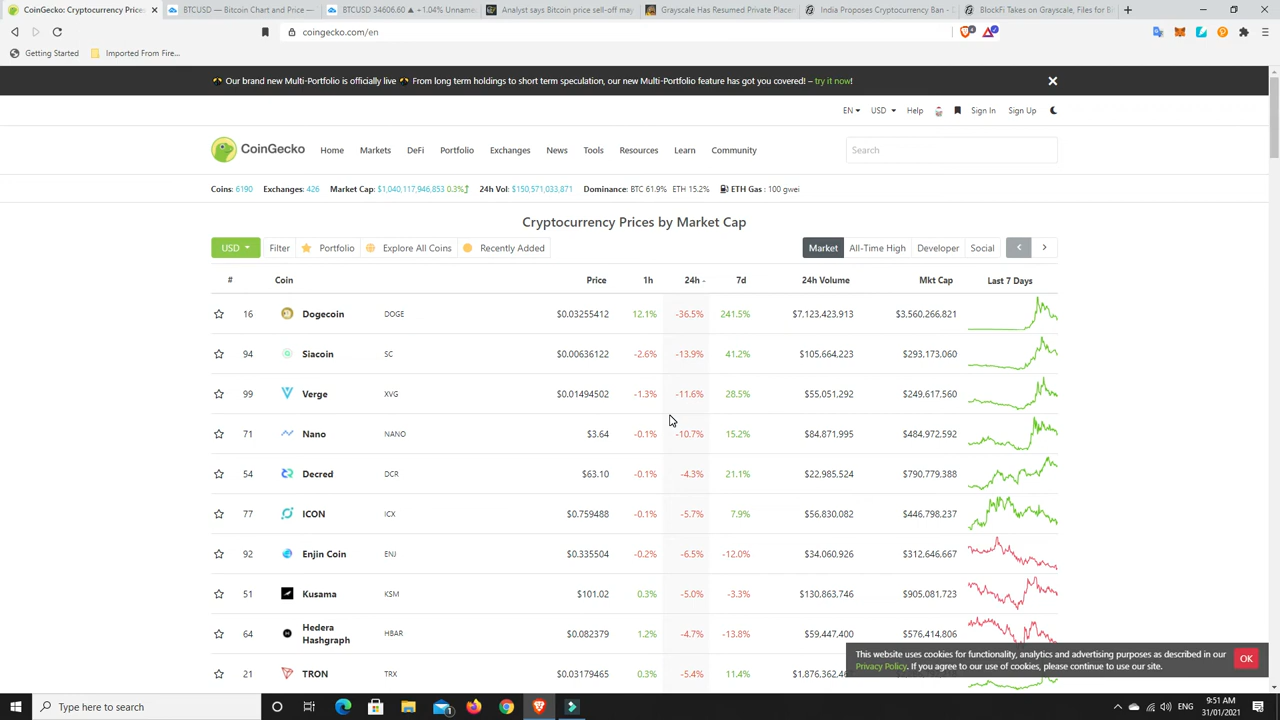 CoinGecko: Cryptocurrency Prices
BTCUSD — Bitcoin Chart and Price —
BTCUSD 34606.60 ▲ +1.04% Unname
Analyst says Bitcoin price sell-off may
Grayscale Has Resumed Private Placem
India Proposes Cryptocurrency Ban -
BlockFi Takes on Grayscale, Files for B
coingecko.com/en
Getting Started
Imported From Fire...
Our brand new Multi-Portfolio is officially live From long term holdings to short term speculation, our new Multi-Portfolio feature has got you covered! – try it now!
EN USD Help Sign In Sign Up
CoinGecko Home Markets DeFi Portfolio Exchanges News Tools Resources Learn Community Search
Coins: 6190 Exchanges: 426 Market Cap: $1,040,117,946,853 0.3% 24h Vol: $150,571,033,871 Dominance: BTC 61.9% ETH 15.2% ETH Gas : 100 gwei
Cryptocurrency Prices by Market Cap
USD Filter Portfolio Explore All Coins Recently Added Market All-Time High Developer Social < >
# Coin Price 1h 24h 7d 24h Volume Mkt Cap Last 7 Days
16 Dogecoin DOGE $0.03255412 12.1% -36.5% 241.5% $7,123,423,913 $3,560,266,821
94 Siacoin SC $0.00636122 -2.6% -13.9% 41.2% $105,664,223 $293,173,060
99 Verge XVG $0.01494502 -1.3% -11.6% 28.5% $55,051,292 $249,617,560
71 Nano NANO $3.64 -0.1% -10.7% 15.2% $84,871,995 $484,972,592
54 Decred DCR $63.10 -0.1% -4.3% 21.1% $22,985,524 $790,779,388
77 ICON ICX $0.759488 -0.1% -5.7% 7.9% $56,830,082 $446,798,237
92 Enjin Coin ENJ $0.335504 -0.2% -6.5% -12.0% $34,060,926 $312,646,667
51 Kusama KSM $101.02 0.3% -5.0% -3.3% $130,863,746 $905,081,723
64 Hedera Hashgraph HBAR $0.082379 1.2% -4.7% -13.8% $59,447,400 $576,414,806
21 TRON TRX $0.03179465 0.3% -5.4% 11.4%
This website uses cookies for functionality, analytics and advertising purposes as described in our
Privacy Policy. If you agree to our use of cookies, please continue to use our site.
OK
Type here to search
ENG
9:51 AM
31/01/2021